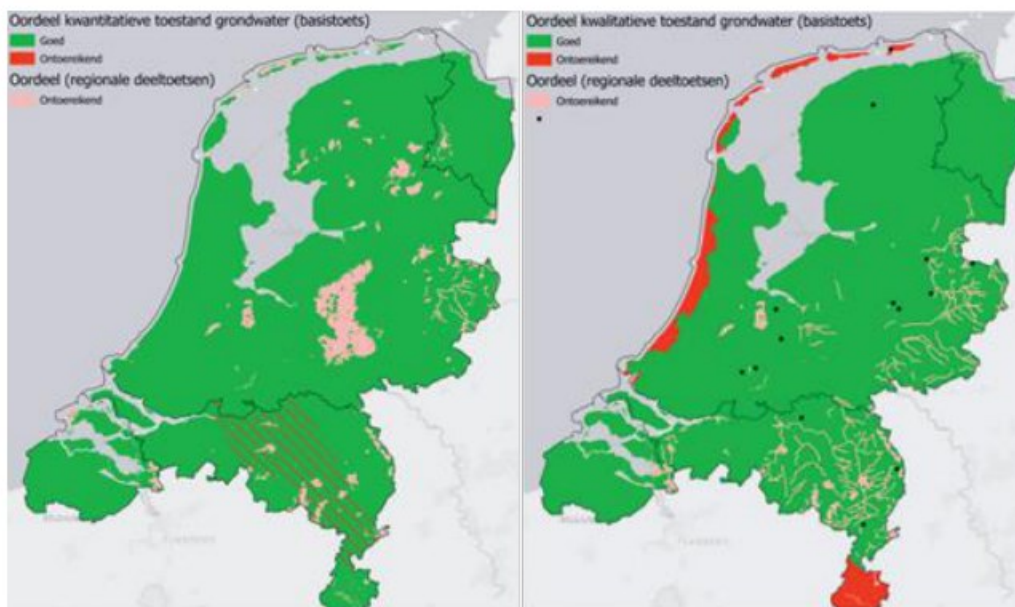 Oordeel kwantitatieve toestand grondwater (basistoets)
Goed
Ontoereikend
Oordeel (regionale deeltoetsen)
Ontoereikend
Oordeel kwalitatieve toestand grondwater (basistoets)
Goed
Ontoereikend
Oordeel (regionale deeltoetsen)
Ontoereikend